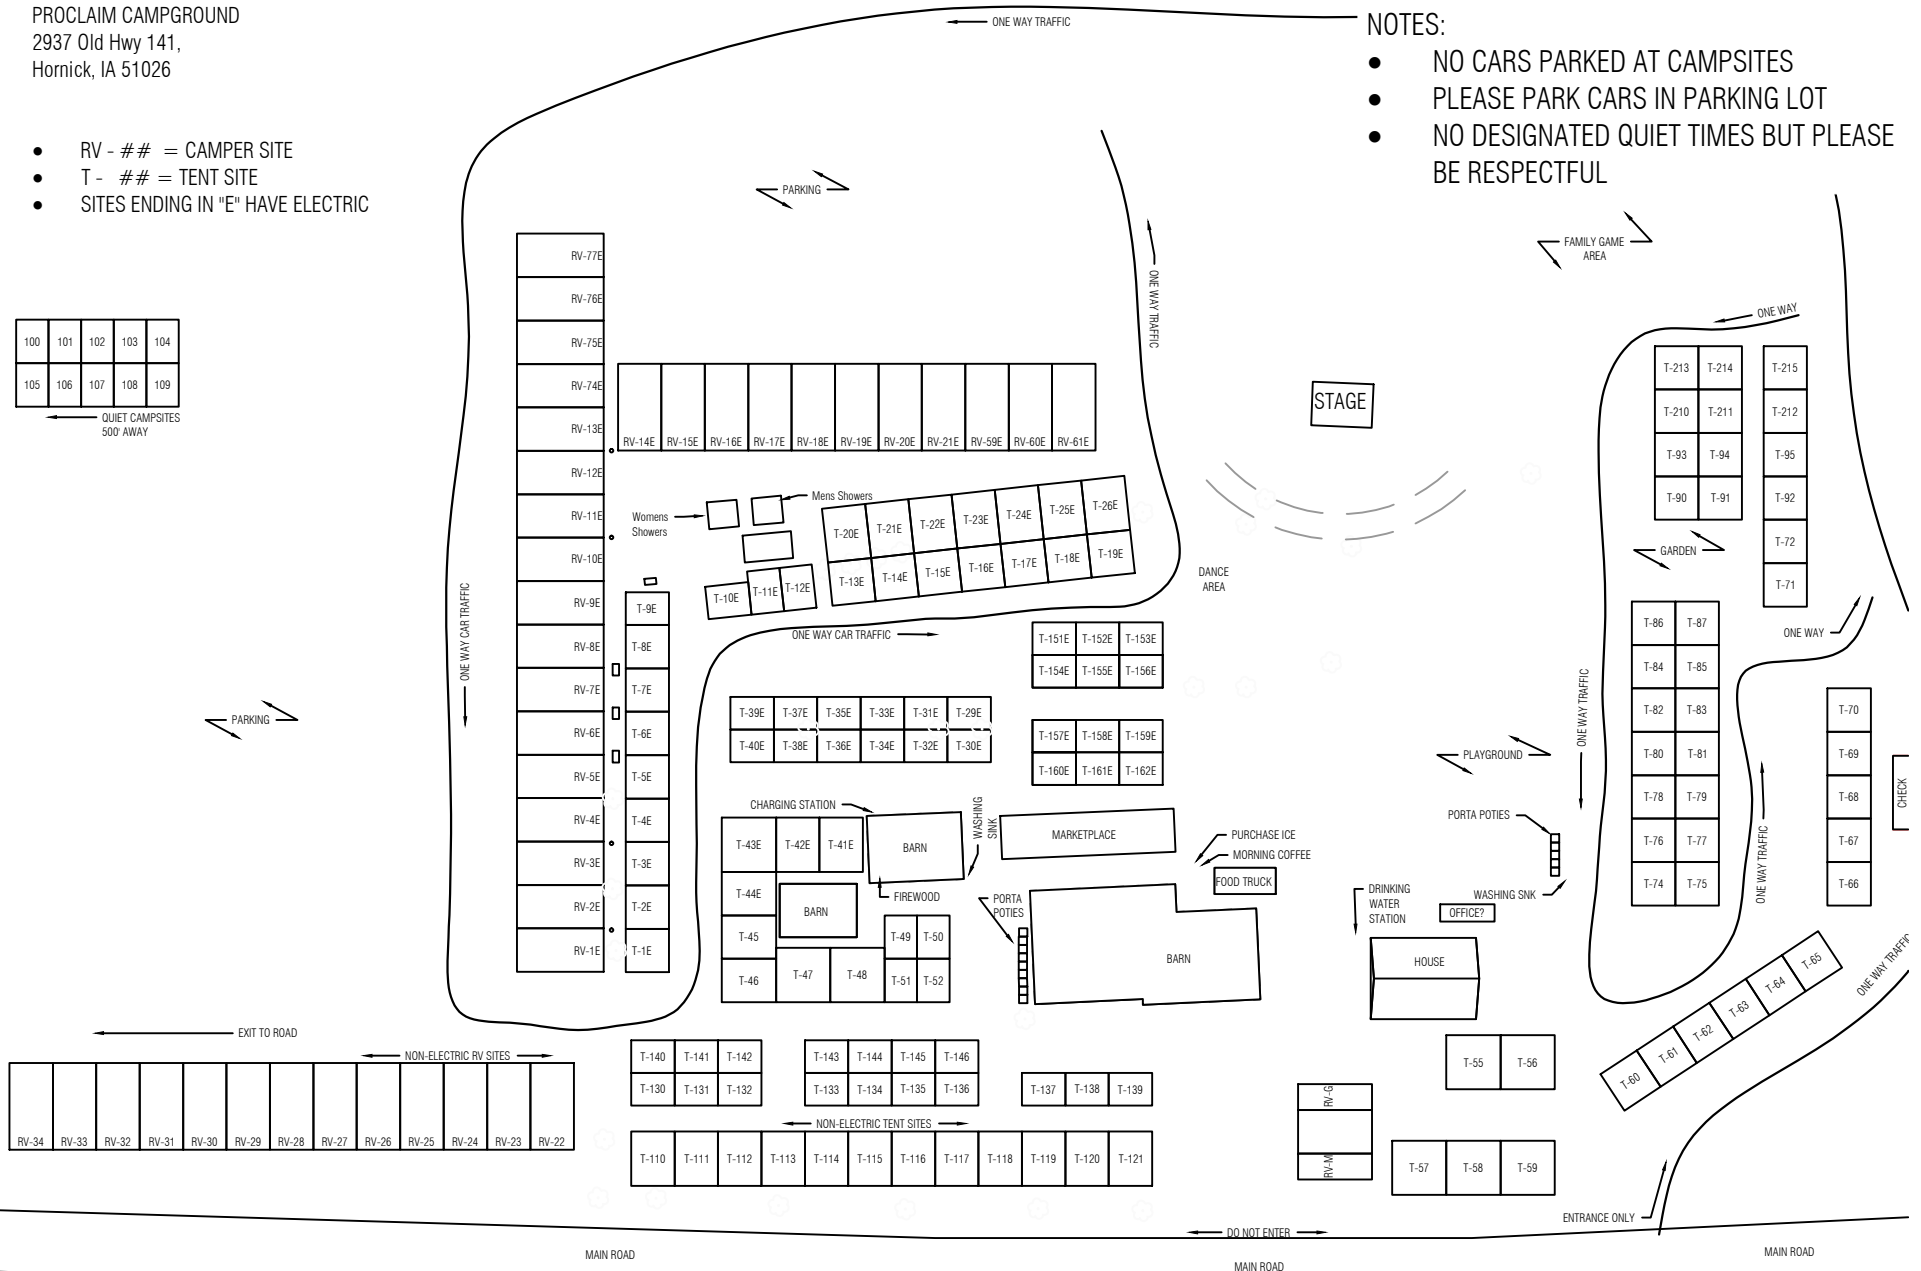 PROCLAIM CAMPGROUND
2937 Old Hwy 141,
Hornick, IA 51026
● RV - ## = CAMPER SITE
● T - ## = TENT SITE
● SITES ENDING IN "E" HAVE ELECTRIC
ONE WAY TRAFFIC
NOTES:
● NO CARS PARKED AT CAMPSITES
● PLEASE PARK CARS IN PARKING LOT
● NO DESIGNATED QUIET TIMES BUT PLEASE
BE RESPECTFUL
PARKING
FAMILY GAME
AREA
ONE WAY TRAFFIC
ONE WAY
100 101 102 103 104
105 106 107 108 109
QUIET CAMPSITES
500' AWAY
PARKING
ONE WAY CAR TRAFFIC
RV-77E
RV-76E
RV-75E
RV-74E
RV-13E
RV-12E
RV-11E
RV-10E
RV-9E
RV-8E
RV-7E
RV-6E
RV-5E
RV-4E
RV-3E
RV-2E
RV-1E
T-9E
T-8E
T-7E
T-6E
T-5E
T-4E
T-3E
T-2E
T-1E
RV-14E RV-15E RV-16E RV-17E RV-18E RV-19E RV-20E RV-21E RV-59E RV-60E RV-61E
Mens Showers
Womens
Showers
T-20E T-21E T-22E T-23E T-24E T-25E T-26E
T-13E T-14E T-15E T-16E T-17E T-18E T-19E
T-10E T-11E T-12E
ONE WAY CAR TRAFFIC
STAGE
DANCE
AREA
T-151E T-152E T-153E
T-154E T-155E T-156E
T-39E T-37E T-35E T-33E T-31E T-29E
T-40E T-38E T-36E T-34E T-32E T-30E
T-157E T-158E T-159E
T-160E T-161E T-162E
CHARGING STATION
T-43E T-42E T-41E
BARN
WASHING
SINK
MARKETPLACE
PURCHASE ICE
MORNING COFFEE
FOOD TRUCK
T-44E
BARN
FIREWOOD
PORTA
POTIES
T-45
T-46
T-47 T-48
T-49 T-50
T-51 T-52
BARN
DRINKING
WATER
STATION
OFFICE?
HOUSE
PLAYGROUND
PORTA POTIES
WASHING SNK
ONE WAY TRAFFIC
T-213 T-214 T-215
T-210 T-211 T-212
T-93 T-94 T-95
T-90 T-91 T-92
T-72
T-71
GARDEN
T-86 T-87
T-84 T-85
T-82 T-83
T-80 T-81
T-78 T-79
T-76 T-77
T-74 T-75
ONE WAY
ONE WAY TRAFFIC
T-70
T-69
T-68
T-67
T-66
CHECK
T-60 T-61 T-62 T-63 T-64 T-65
ONE WAY TRAFFIC
EXIT TO ROAD
NON-ELECTRIC RV SITES
RV-34 RV-33 RV-32 RV-31 RV-30 RV-29 RV-28 RV-27 RV-26 RV-25 RV-24 RV-23 RV-22
T-140 T-141 T-142 T-143 T-144 T-145 T-146
T-130 T-131 T-132 T-133 T-134 T-135 T-136 T-137 T-138 T-139
NON-ELECTRIC TENT SITES
T-110 T-111 T-112 T-113 T-114 T-115 T-116 T-117 T-118 T-119 T-120 T-121
RV-G
RV-M
T-55 T-56
T-57 T-58 T-59
ENTRANCE ONLY
DO NOT ENTER
MAIN ROAD
MAIN ROAD
MAIN ROAD